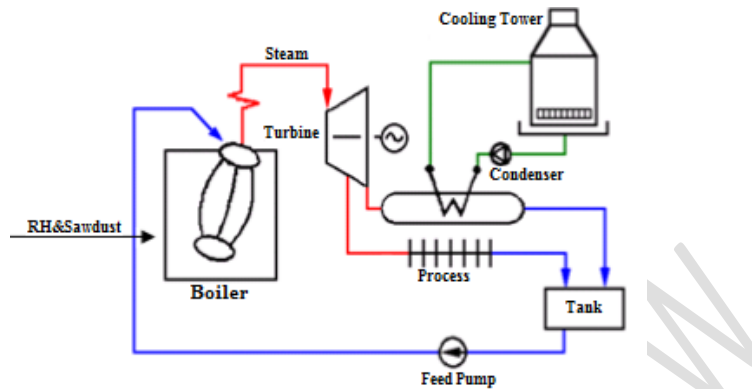 Cooling Tower
Steam
Turbine
Condenser
RH&Sawdust
Process
Boiler
Tank
Feed Pump
W